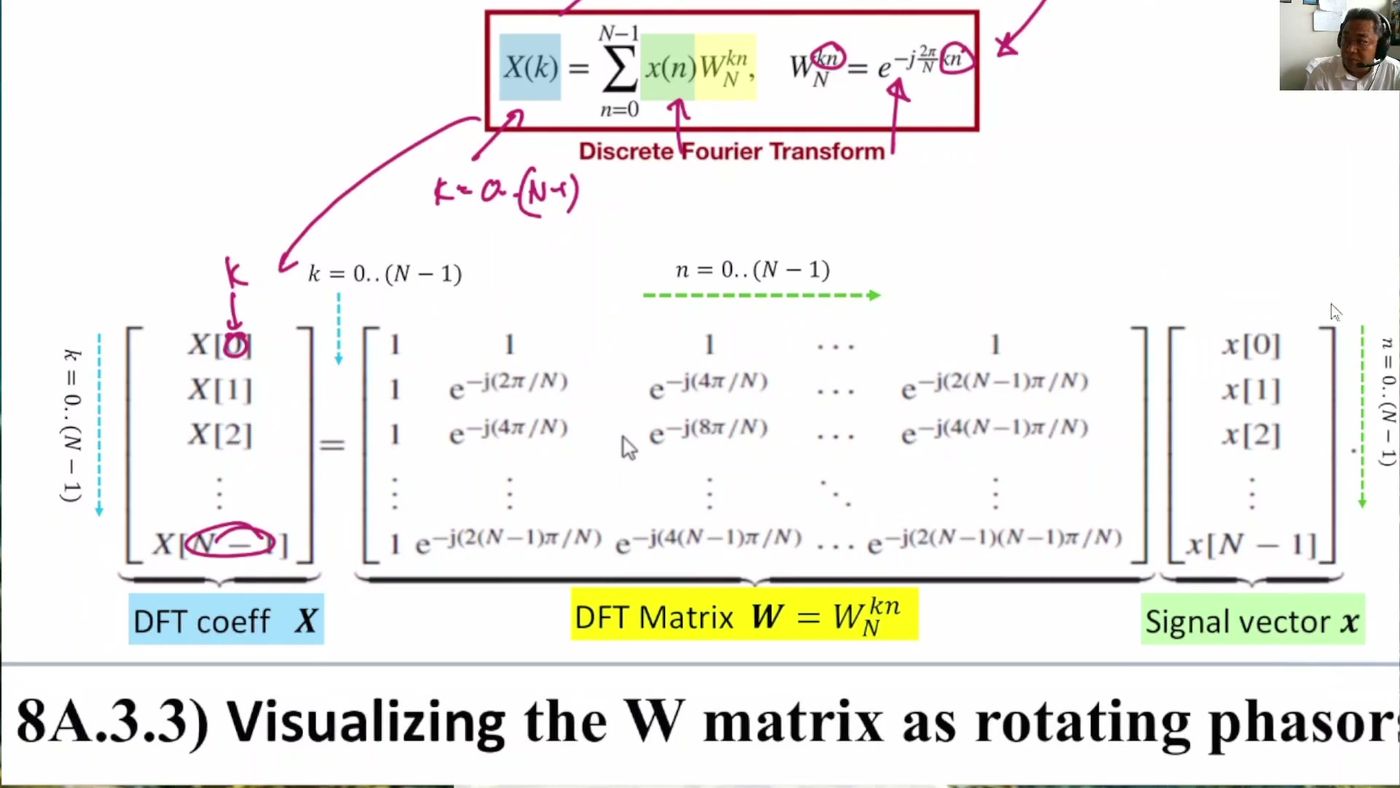 X(k) = \sum_{n=0}^{N-1} x(n)W_N^{kn}, W_N^{kn} = e^{-j\frac{2π}{N}kn}
Discrete Fourier Transform
k = 0..(N-1)
k
k = 0..(N − 1)
n = 0..(N − 1)
k = 0..(N − 1)
X[0] 1 1 1 ⋯ 1 x[0]
X[1] 1 e^{−j(2π/N)} e^{−j(4π/N)} ⋯ e^{−j(2(N−1)π/N)} x[1]
X[2] = 1 e^{−j(4π/N)} e^{−j(8π/N)} ⋯ e^{−j(4(N−1)π/N)} x[2] .
⋮ ⋮ ⋮ ⋮ ⋱ ⋮ ⋮
X[N − 1] 1 e^{−j(2(N−1)π/N)} e^{−j(4(N−1)π/N)} ⋯ e^{−j(2(N−1)(N−1)π/N)} x[N − 1]
n = 0..(N − 1)
DFT coeff X
DFT Matrix W = W_N^{kn}
Signal vector x
8A.3.3) Visualizing the W matrix as rotating phasor